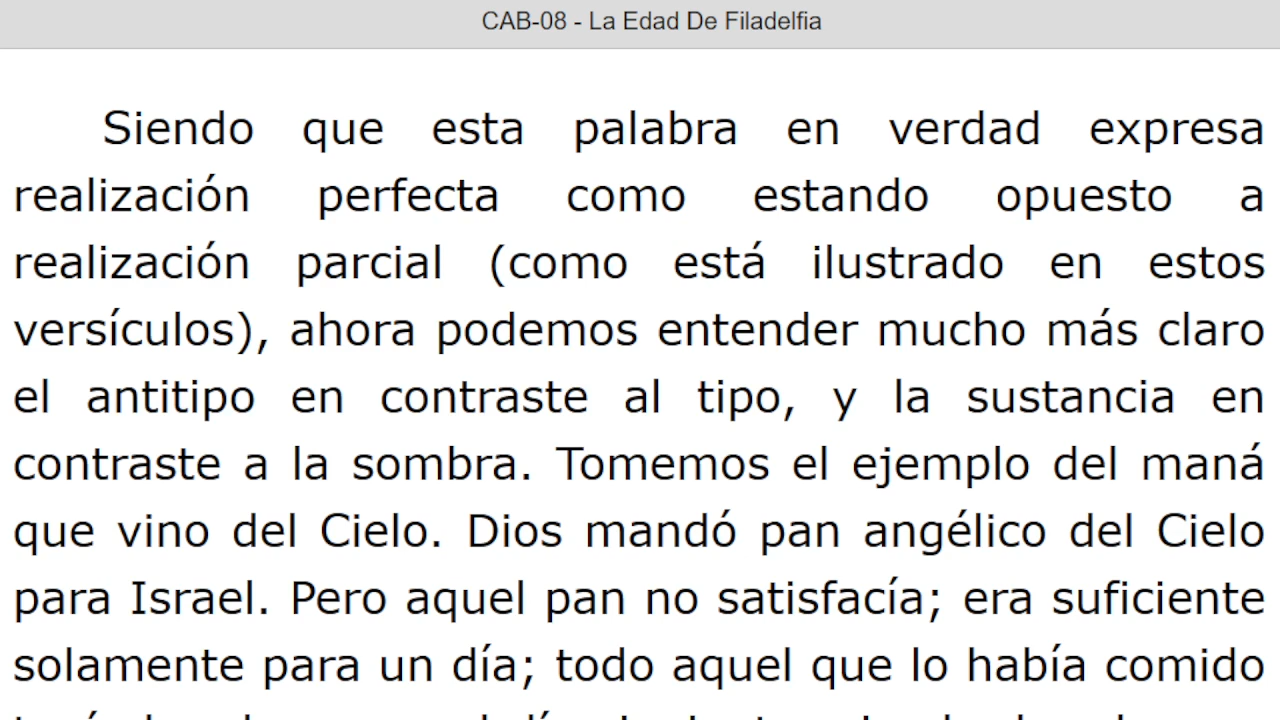 CAB-08 - La Edad De Filadelfia
Siendo que esta palabra en verdad expresa
realización perfecta como estando opuesto a
realización parcial (como está ilustrado en estos
versículos), ahora podemos entender mucho más claro
el antitipo en contraste al tipo, y la sustancia en
contraste a la sombra. Tomemos el ejemplo del maná
que vino del Cielo. Dios mandó pan angélico del Cielo
para Israel. Pero aquel pan no satisfacía; era suficiente
solamente para un día; todo aquel que lo había comido